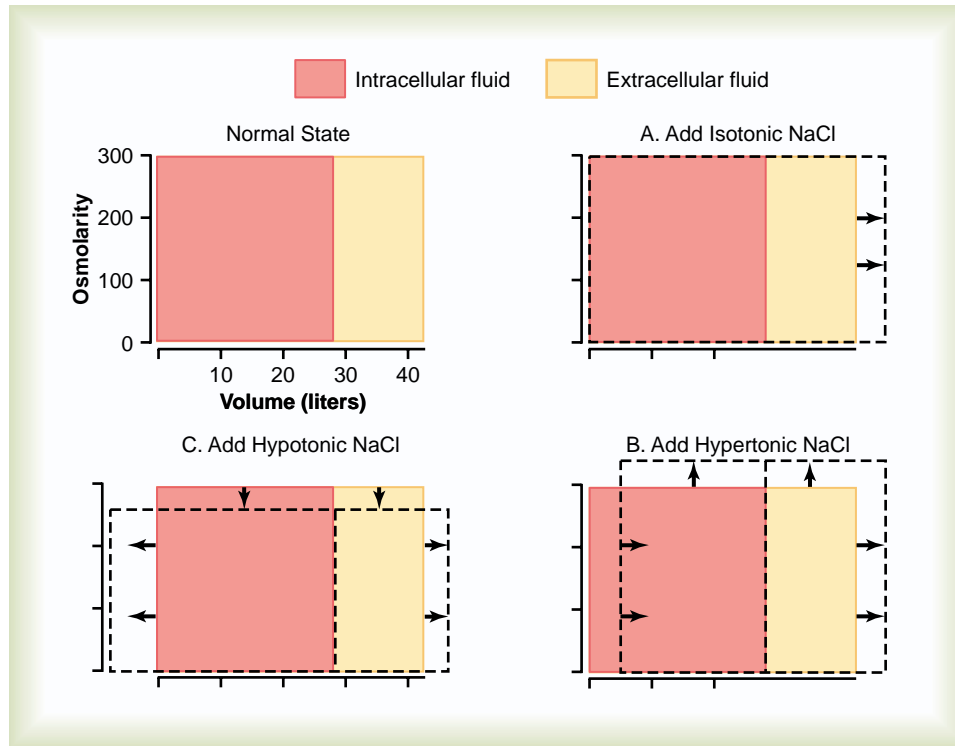 Intracellular fluid
Extracellular fluid
Normal State
A. Add Isotonic NaCl
300
200
100
0
Osmolarity
10 20 30 40
Volume (liters)
C. Add Hypotonic NaCl
B. Add Hypertonic NaCl